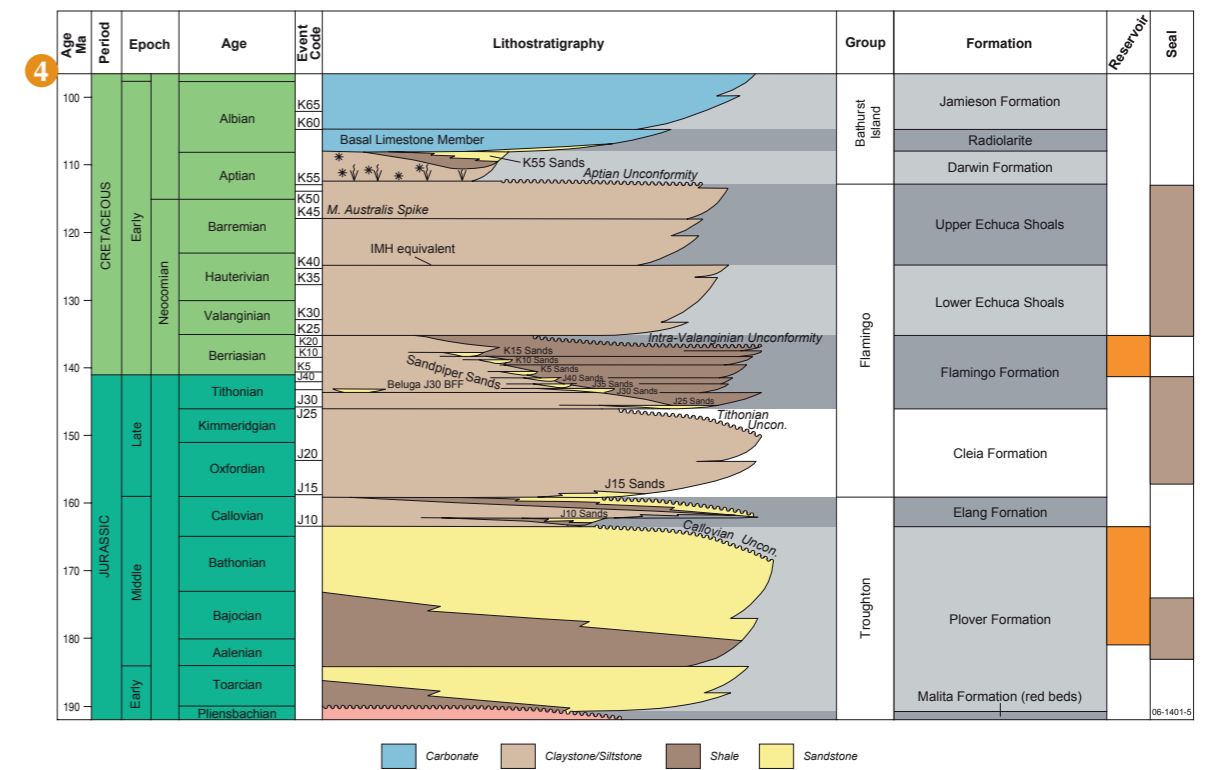 4
Age Ma
Period
Epoch
Age
Event Code
Lithostratigraphy
Group
Formation
Reservoir
Seal
100
110
120
130
140
150
160
170
180
190
CRETACEOUS
JURASSIC
Early
Late
Middle
Early
Neocomian
Albian
Aptian
Barremian
Hauterivian
Valanginian
Berriasian
Tithonian
Kimmeridgian
Oxfordian
Callovian
Bathonian
Bajocian
Aalenian
Toarcian
Pliensbachian
K65
K60
K55
K50
K45
K40
K35
K30
K25
K20
K10
K5
J40
J30
J25
J20
J15
J10
Basal Limestone Member
K55 Sands
Aptian Unconformity
M. Australis Spike
IMH equivalent
Intra-Valanginian Unconformity
K15 Sands
K10 Sands
Sandpiper Sands
K5 Sands
J40 Sands
Beluga J30 BFF
J35 Sands
J30 Sands
J25 Sands
Tithonian
Uncon.
J15 Sands
J10 Sands
Callovian Uncon.
Bathurst Island
Flamingo
Troughton
Jamieson Formation
Radiolarite
Darwin Formation
Upper Echuca Shoals
Lower Echuca Shoals
Flamingo Formation
Cleia Formation
Elang Fornation
Plover Formation
Malita Formation (red beds)
06-1401-5
Carbonate
Claystone/Siltstone
Shale
Sandstone